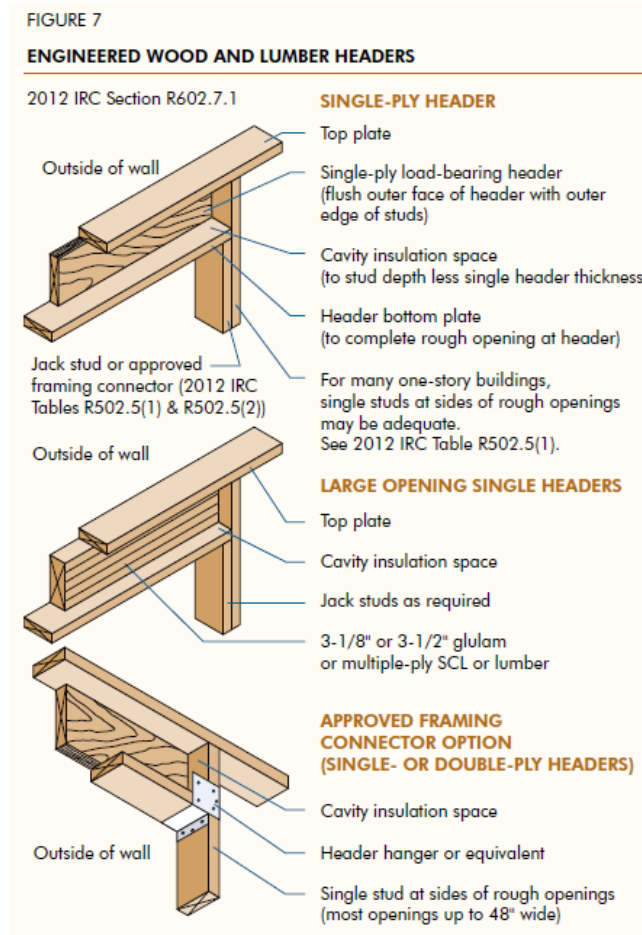 FIGURE 7
ENGINEERED WOOD AND LUMBER HEADERS
2012 IRC Section R602.7.1
SINGLE-PLY HEADER
Top plate
Outside of wall
Single-ply load-bearing header
(flush outer face of header with outer
edge of studs)
Cavity insulation space
(to stud depth less single header thickness
Header bottom plate
(to complete rough opening at header)
Jack stud or approved
framing connector (2012 IRC
Tables R502.5(1) & R502.5(2))
For many one-story buildings,
single studs at sides of rough openings
may be adequate.
See 2012 IRC Table R502.5(1).
Outside of wall
LARGE OPENING SINGLE HEADERS
Top plate
Cavity insulation space
Jack studs as required
3-1/8" or 3-1/2" glulam
or multiple-ply SCL or lumber
APPROVED FRAMING
CONNECTOR OPTION
(SINGLE- OR DOUBLE-PLY HEADERS)
Cavity insulation space
Outside of wall
Header hanger or equivalent
Single stud at sides of rough openings
(most openings up to 48" wide)